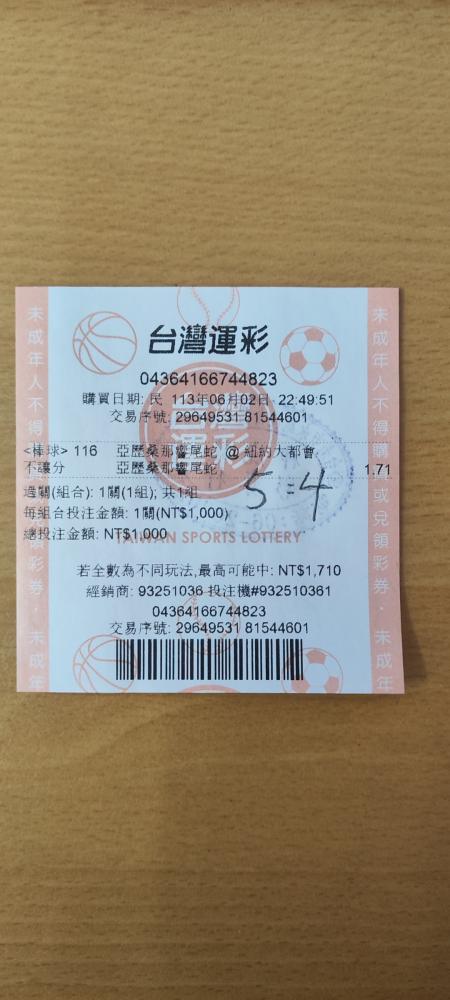 台灣運彩
04364166744823
購買日期: 民 113年06月02日 22:49:51
交易序號: 29649531 81544601
<棒球> 116 亞歷桑那響尾蛇 @ 紐約大都會
不讓分 亞歷桑那響尾蛇 1.71
過關(組合): 1關(1組); 共1組
5:4
每組合投注金額: 1關(NT$1,000)
總投注金額: NT$1,000
TAIWAN SPORTS LOTTERY
若全數為不同玩法,最高可能中: NT$1,710
經銷商: 93251036 投注機#932510361
04364166744823
交易序號: 29649531 81544601
未成年人不得購買或兌領彩券．未成年